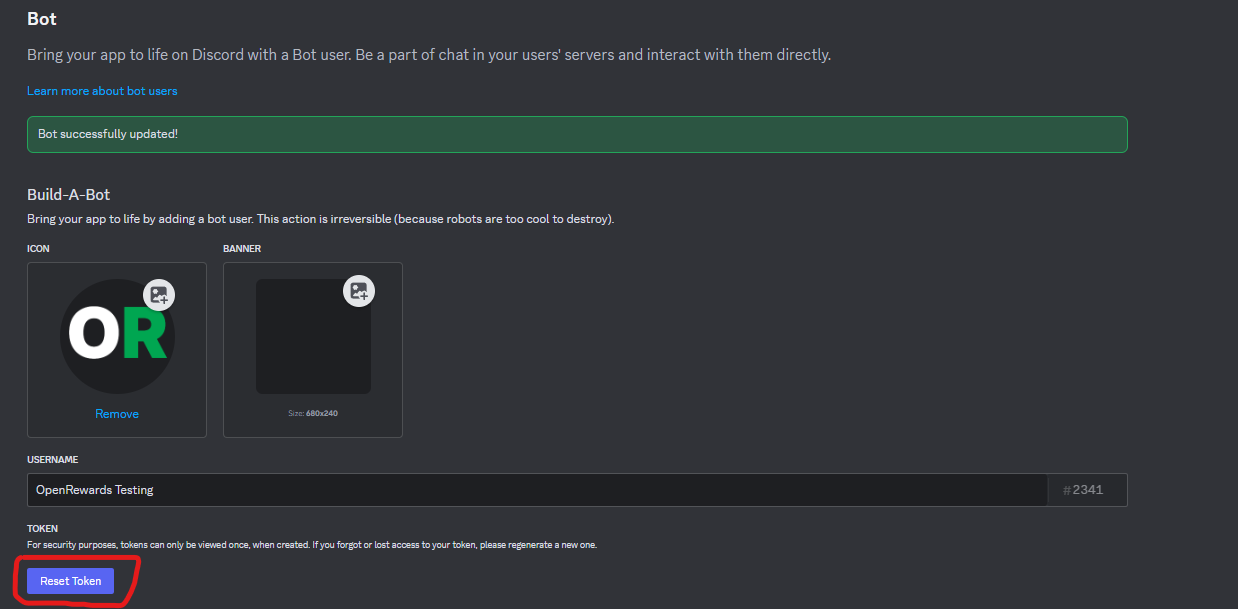 Bot
Bring your app to life on Discord with a Bot user. Be a part of chat in your users' servers and interact with them directly.
Learn more about bot users
Bot successfully updated!
Build-A-Bot
Bring your app to life by adding a bot user. This action is irreversible (because robots are too cool to destroy).
ICON BANNER
OR
Remove Size: 680x240
USERNAME
OpenRewards Testing #2341
TOKEN
For security purposes, tokens can only be viewed once, when created. If you forgot or lost access to your token, please regenerate a new one.
Reset Token